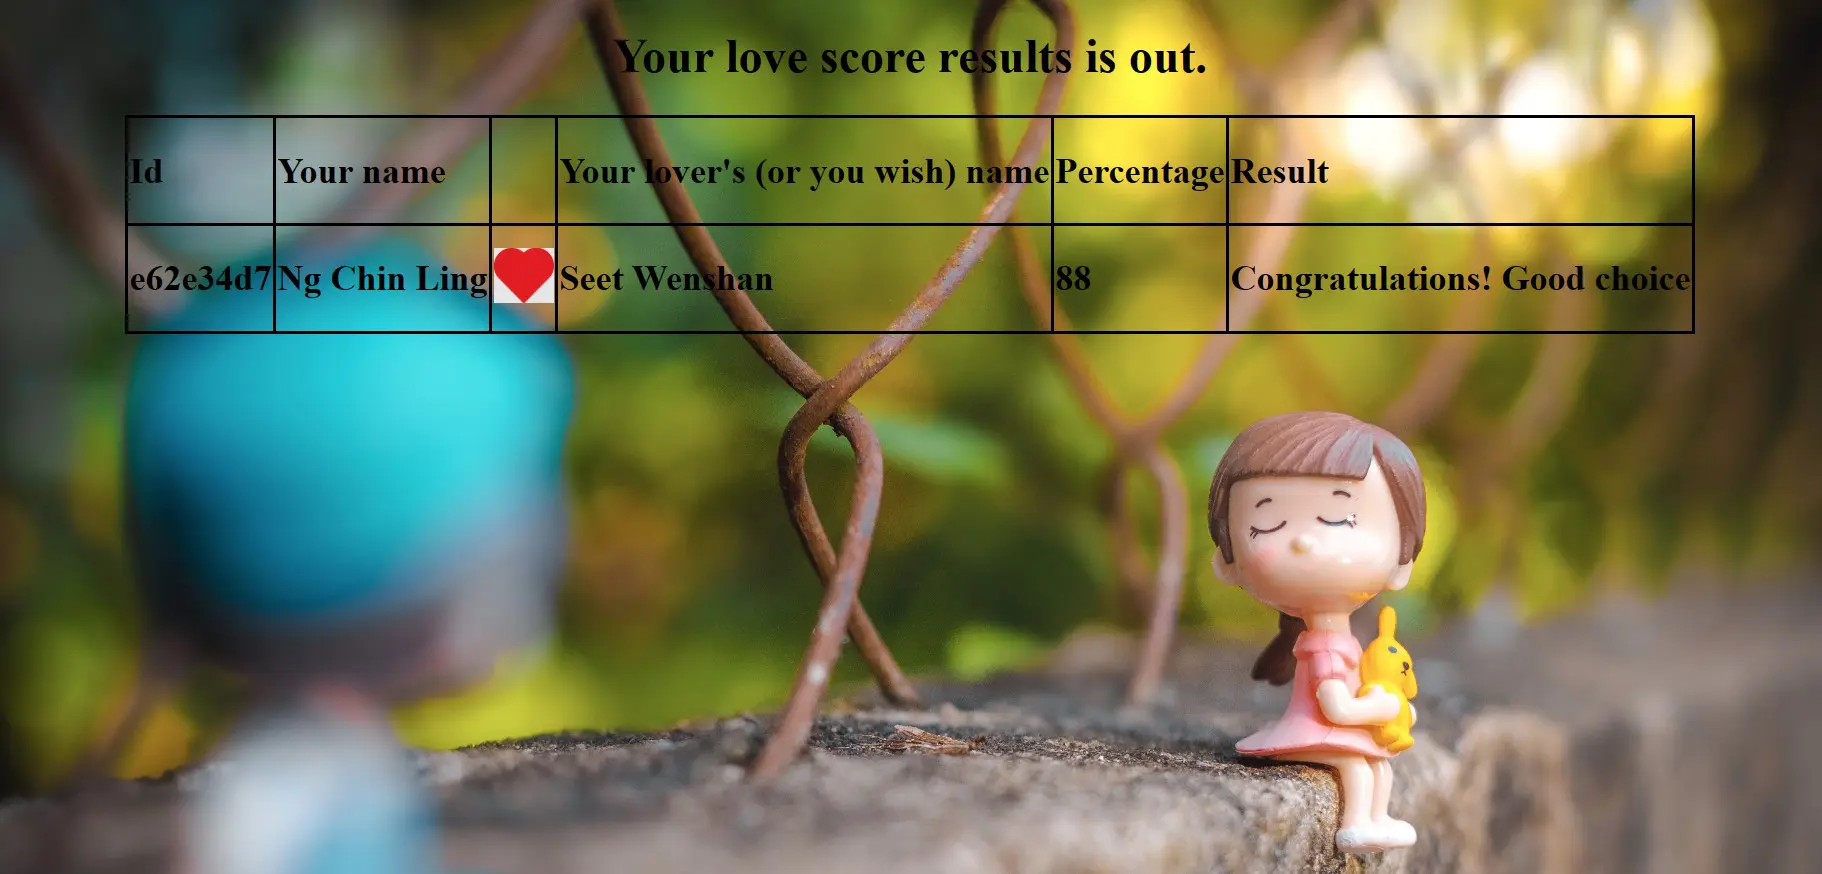 Your love score results is out.
Id Your name Your lover's (or you wish) name Percentage Result
e62e34d7 Ng Chin Ling Seet Wenshan 88 Congratulations! Good choice